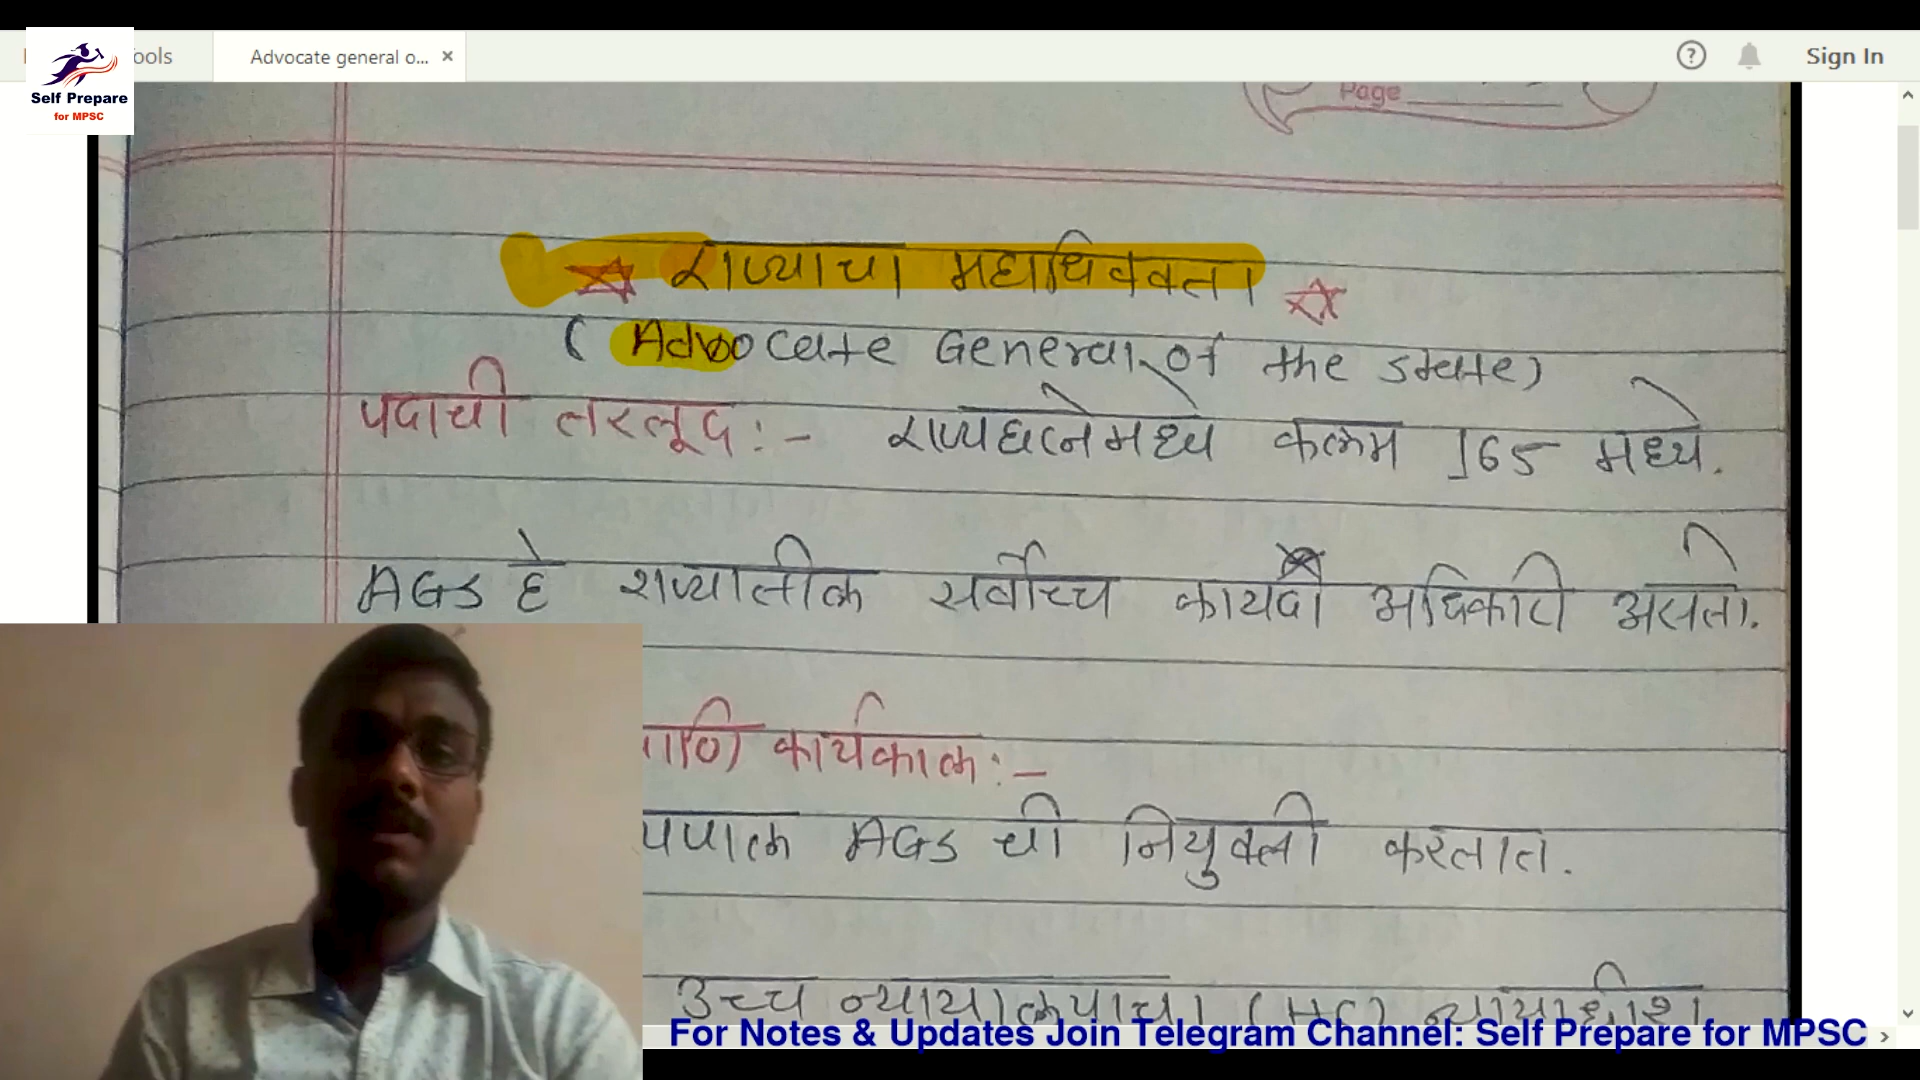 ools
Advocate general o... ×
?
Sign In
Self Prepare
for MPSC
Page
राज्याचा महाधिवक्ता
(Advocate General of the state)
पदाची तरतूद :- राज्यघटनेमध्ये कलम 165 मध्ये.
AGS हे राज्यातील सर्वोच्च कायदी अधिकारी असतो.
आणि कार्यकाल :-
पाल AGS ची नियुक्ती करतात.
उच्च न्यायालयाचा (HC) न्यायाधीश
For Notes & Updates Join Telegram Channel: Self Prepare for MPSC